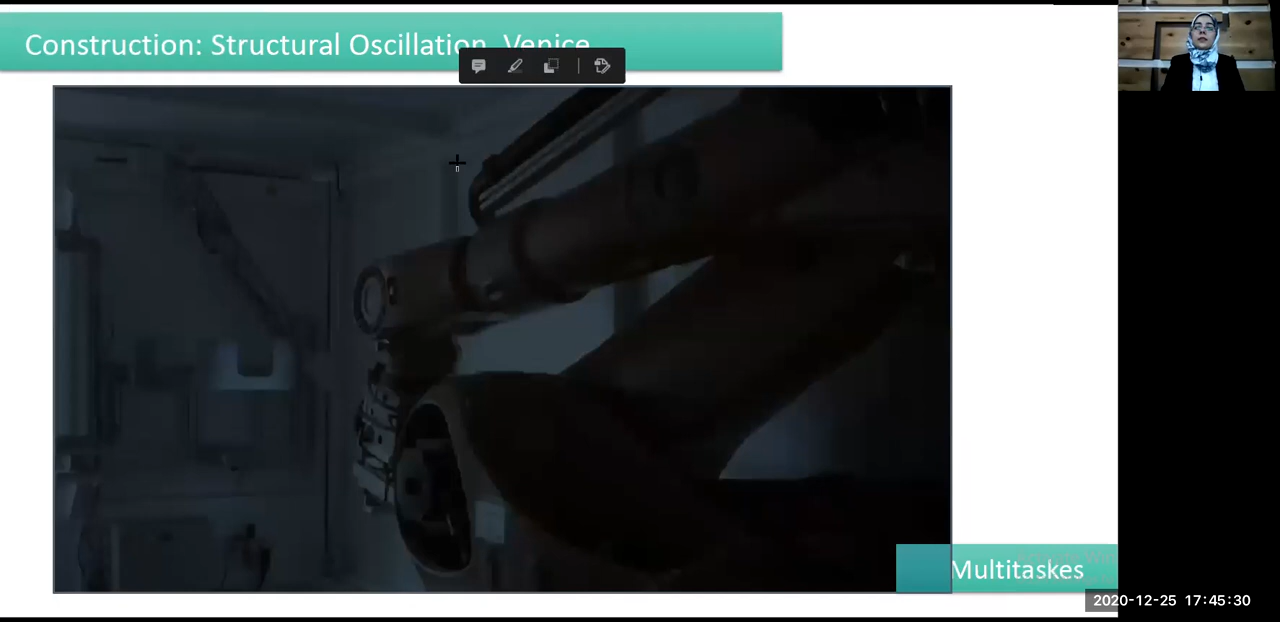 Construction: Structural Oscillation, Venice
Multitaskes
2020-12-25 17:45:30